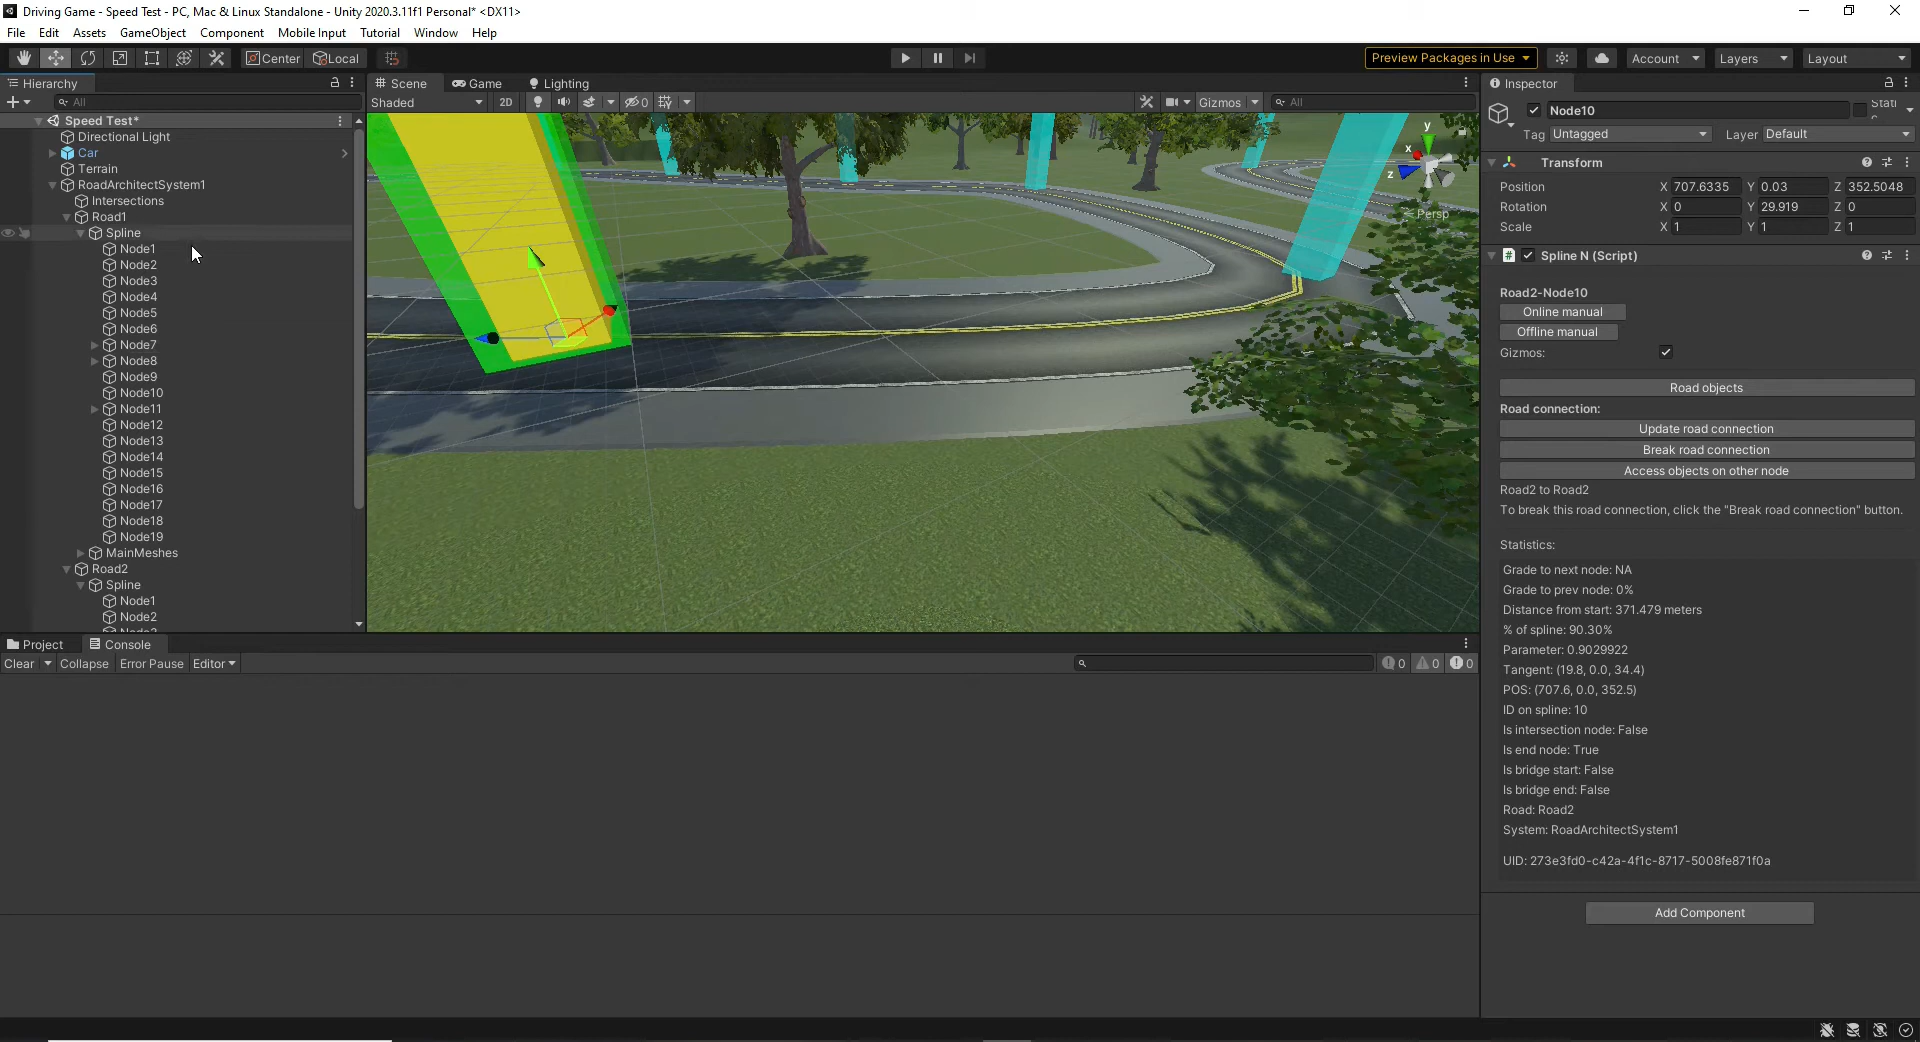 Driving Game - Speed Test - PC, Mac & Linux Standalone - Unity 2020.3.11f1 Personal* <DX11>
File Edit Assets GameObject Component Mobile Input Tutorial Window Help
Center Local Preview Packages in Use Account Layers Layout
Hierarchy Scene Game Lighting Inspector
All Shaded 2D 0 Gizmos All
Node10 Stati
c
Tag Untagged Layer Default
Speed Test*
Directional Light
Car
Terrain
RoadArchitectSystem1
Intersections
Road1
Spline
Node1
Node2
Node3
Node4
Node5
Node6
Node7
Node8
Node9
Node10
Node11
Node12
Node13
Node14
Node15
Node16
Node17
Node18
Node19
MainMeshes
Road2
Spline
Node1
Node2
y
x
z
Persp
Transform
Position X 707.6335 Y 0.03 Z 352.5048
Rotation X 0 Y 29.919 Z 0
Scale X 1 Y 1 Z 1
# Spline N (Script)
Road2-Node10
Online manual
Offline manual
Gizmos:
Road objects
Road connection:
Update road connection
Break road connection
Access objects on other node
Road2 to Road2
To break this road connection, click the "Break road connection" button.
Statistics:
Grade to next node: NA
Grade to prev node: 0%
Distance from start: 371.479 meters
% of spline: 90.30%
Parameter: 0.9029922
Tangent: (19.8, 0.0, 34.4)
POS: (707.6, 0.0, 352.5)
ID on spline: 10
Is intersection node: False
Is end node: True
Is bridge start: False
Is bridge end: False
Road: Road2
System: RoadArchitectSystem1
UID: 273e3fd0-c42a-4f1c-8717-5008fe871f0a
Add Component
Project Console
Clear Collapse Error Pause Editor 0 0 0